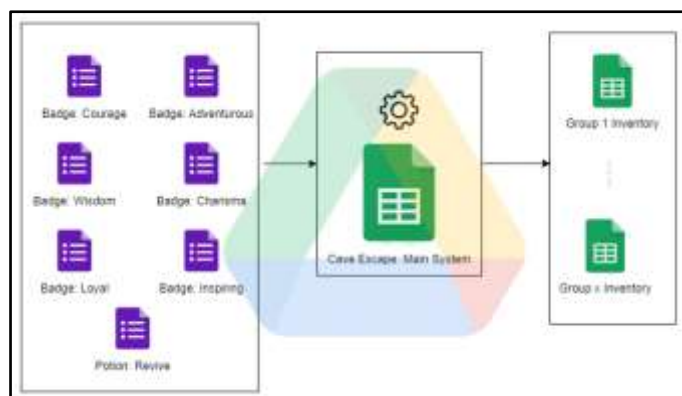 Badge: Courage
Badge: Adventurous
Badge: Wisdom
Badge: Charisma
Badge: Loyal
Badge: Inspiring
Potion: Revive
Cave Escape: Main System
Group 1 Inventory
Group x Inventory